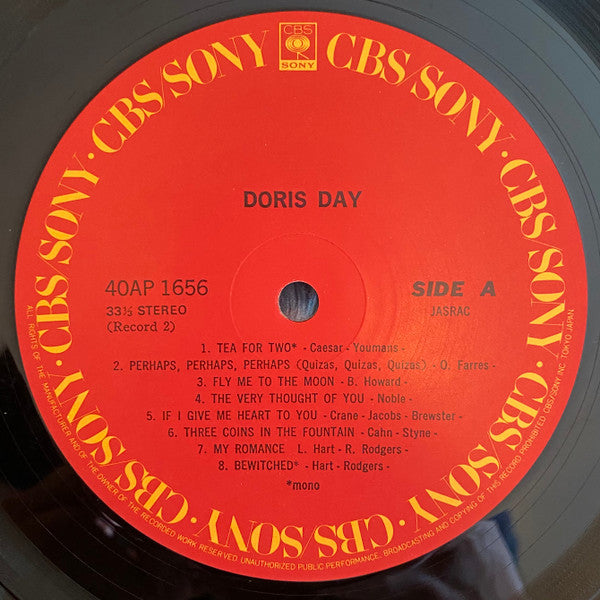 CBS
SONY
CBS/SONY · CBS/SONY · CBS/SONY · CBS/SONY · CBS/SONY · CBS/SONY · CBS/SONY · CBS/SONY
DORIS DAY
40AP 1656
SIDE A
33⅓ STEREO
JASRAC
(Record 2)
1. TEA FOR TWO* - Caesar - Youmans -
2. PERHAPS, PERHAPS, PERHAPS (Quizas, Quizas, Quizas) - O. Farres -
3. FLY ME TO THE MOON - B. Howard -
4. THE VERY THOUGHT OF YOU - Noble -
5. IF I GIVE ME HEART TO YOU - Crane - Jacobs - Brewster -
6. THREE COINS IN THE FOUNTAIN - Cahn - Styne -
7. MY ROMANCE L. Hart - R. Rodgers -
8. BEWITCHED* - Hart - Rodgers -
*mono
ALL RIGHTS OF THE MANUFACTURER AND OF THE OWNER OF THE RECORDED WORK RESERVED. UNAUTHORIZED PUBLIC PERFORMANCE, BROADCASTING AND COPYING OF THIS RECORD PROHIBITED CBS/SONY INC. TOKYO JAPAN.